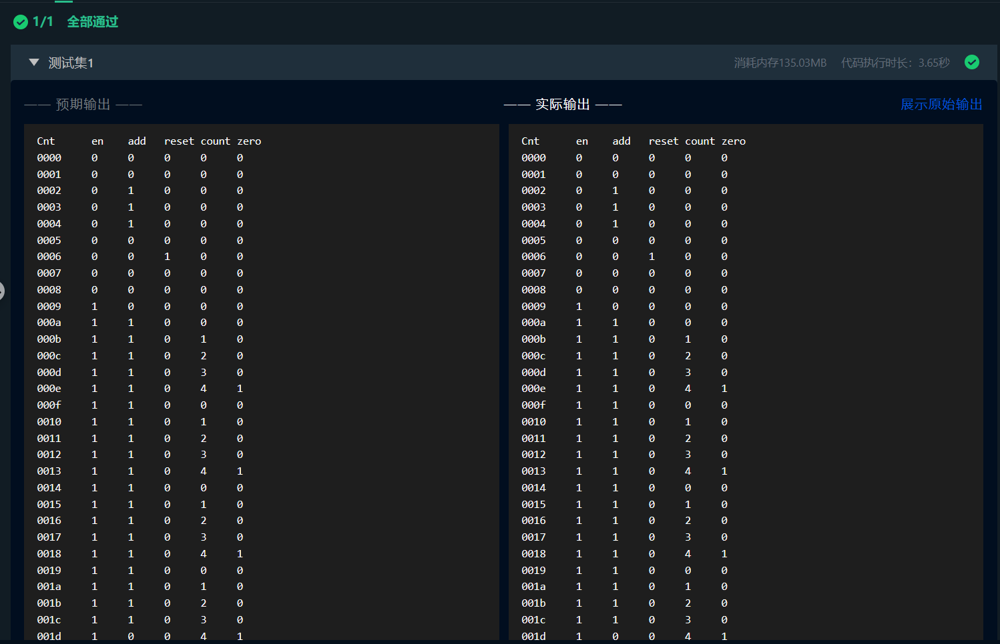 1/1 全部通过
测试集1 消耗内存135.03MB 代码执行时长：3.65秒
—— 预期输出 —— —— 实际输出 —— 展示原始输出
Cnt en add reset count zero Cnt en add reset count zero
0000 0 0 0 0 0 0000 0 0 0 0 0
0001 0 0 0 0 0 0001 0 0 0 0 0
0002 0 1 0 0 0 0002 0 1 0 0 0
0003 0 1 0 0 0 0003 0 1 0 0 0
0004 0 1 0 0 0 0004 0 1 0 0 0
0005 0 0 0 0 0 0005 0 0 0 0 0
0006 0 0 1 0 0 0006 0 0 1 0 0
0007 0 0 0 0 0 0007 0 0 0 0 0
0008 0 0 0 0 0 0008 0 0 0 0 0
0009 1 0 0 0 0 0009 1 0 0 0 0
000a 1 1 0 0 0 000a 1 1 0 0 0
000b 1 1 0 1 0 000b 1 1 0 1 0
000c 1 1 0 2 0 000c 1 1 0 2 0
000d 1 1 0 3 0 000d 1 1 0 3 0
000e 1 1 0 4 1 000e 1 1 0 4 1
000f 1 1 0 0 0 000f 1 1 0 0 0
0010 1 1 0 1 0 0010 1 1 0 1 0
0011 1 1 0 2 0 0011 1 1 0 2 0
0012 1 1 0 3 0 0012 1 1 0 3 0
0013 1 1 0 4 1 0013 1 1 0 4 1
0014 1 1 0 0 0 0014 1 1 0 0 0
0015 1 1 0 1 0 0015 1 1 0 1 0
0016 1 1 0 2 0 0016 1 1 0 2 0
0017 1 1 0 3 0 0017 1 1 0 3 0
0018 1 1 0 4 1 0018 1 1 0 4 1
0019 1 1 0 0 0 0019 1 1 0 0 0
001a 1 1 0 1 0 001a 1 1 0 1 0
001b 1 1 0 2 0 001b 1 1 0 2 0
001c 1 1 0 3 0 001c 1 1 0 3 0
001d 1 0 0 4 1 001d 1 0 0 4 1